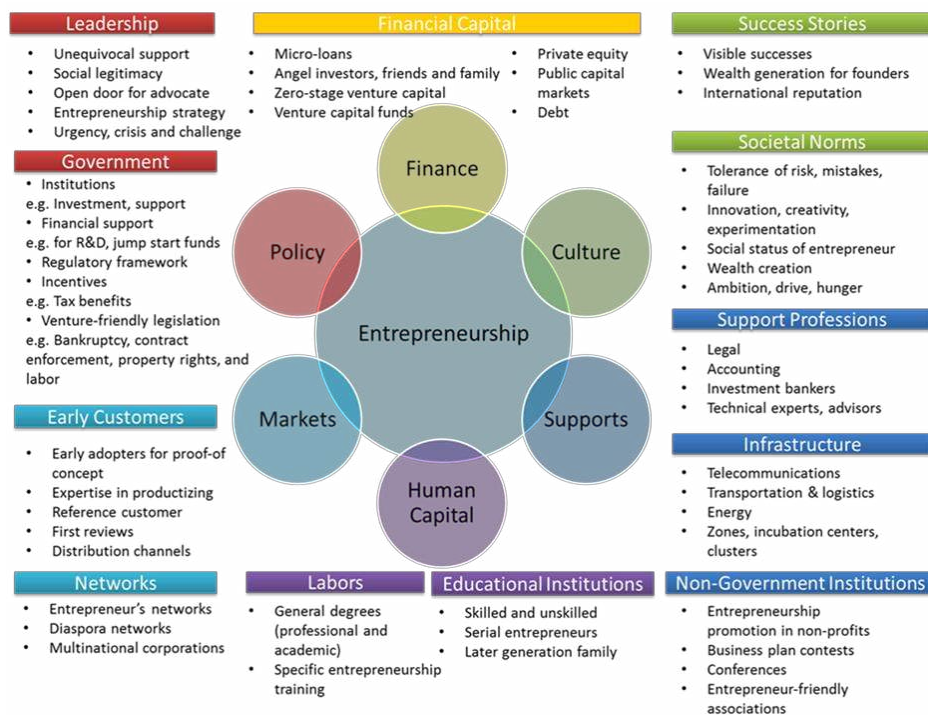 Leadership
• Unequivocal support
• Social legitimacy
• Open door for advocate
• Entrepreneurship strategy
• Urgency, crisis and challenge
Financial Capital
• Micro-loans
• Angel investors, friends and family
• Zero-stage venture capital
• Venture capital funds
• Private equity
• Public capital
markets
• Debt
Success Stories
• Visible successes
• Wealth generation for founders
• International reputation
Government
• Institutions
e.g. Investment, support
• Financial support
e.g. for R&D, jump start funds
• Regulatory framework
• Incentives
e.g. Tax benefits
• Venture-friendly legislation
e.g. Bankruptcy, contract
enforcement, property rights, and
labor
Societal Norms
• Tolerance of risk, mistakes,
failure
• Innovation, creativity,
experimentation
• Social status of entrepreneur
• Wealth creation
• Ambition, drive, hunger
Finance
Policy
Culture
Entrepreneurship
Markets
Supports
Human
Capital
Support Professions
• Legal
• Accounting
• Investment bankers
• Technical experts, advisors
Early Customers
• Early adopters for proof-of
concept
• Expertise in productizing
• Reference customer
• First reviews
• Distribution channels
Infrastructure
• Telecommunications
• Transportation & logistics
• Energy
• Zones, incubation centers,
clusters
Networks
• Entrepreneur's networks
• Diaspora networks
• Multinational corporations
Labors
• General degrees
(professional and
academic)
• Specific entrepreneurship
training
Educational Institutions
• Skilled and unskilled
• Serial entrepreneurs
• Later generation family
Non-Government Institutions
• Entrepreneurship
promotion in non-profits
• Business plan contests
• Conferences
• Entrepreneur-friendly
associations